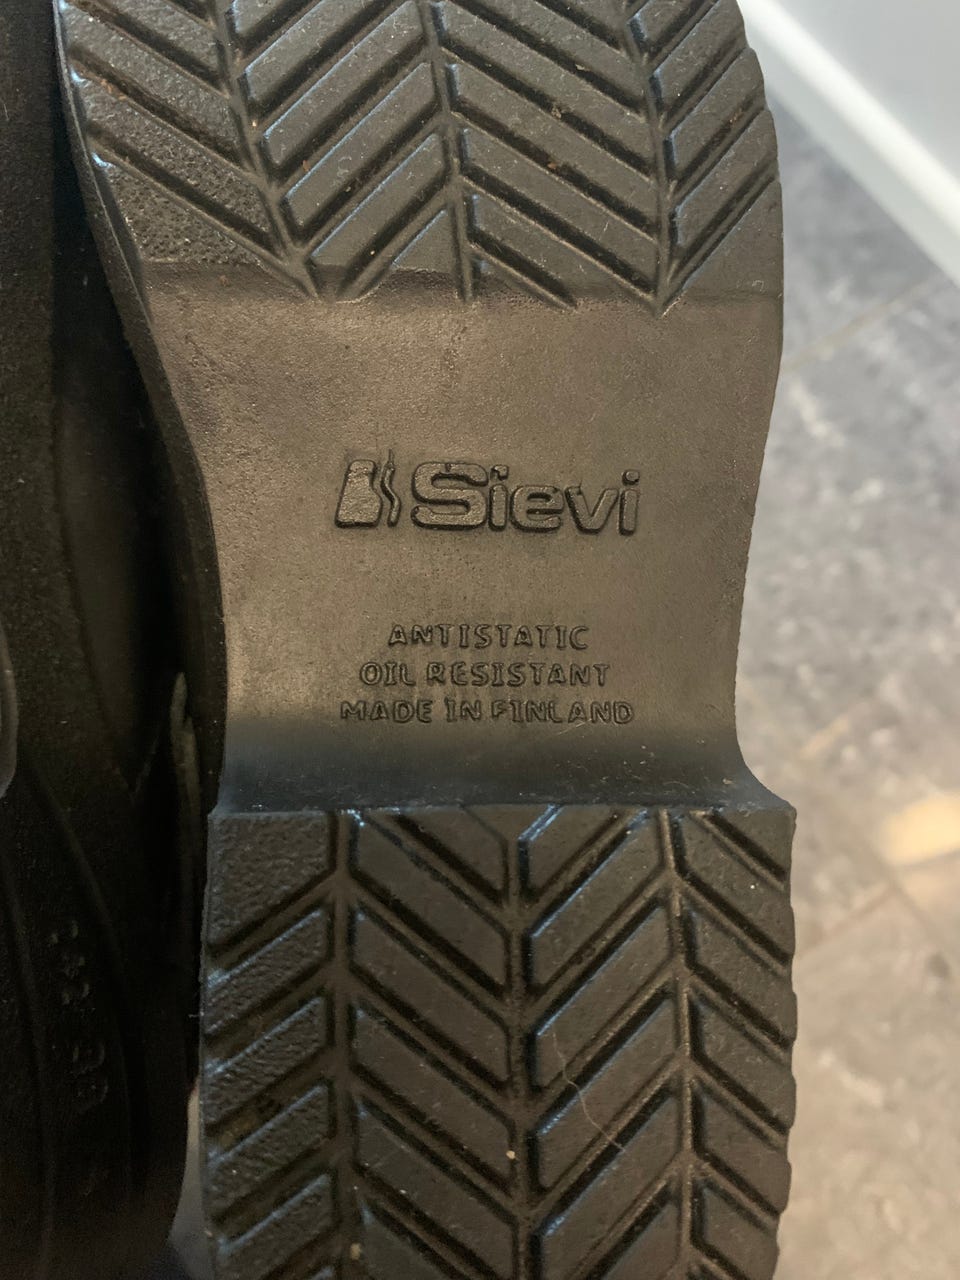 Sievi
ANTISTATIC
OIL RESISTANT
MADE IN FINLAND